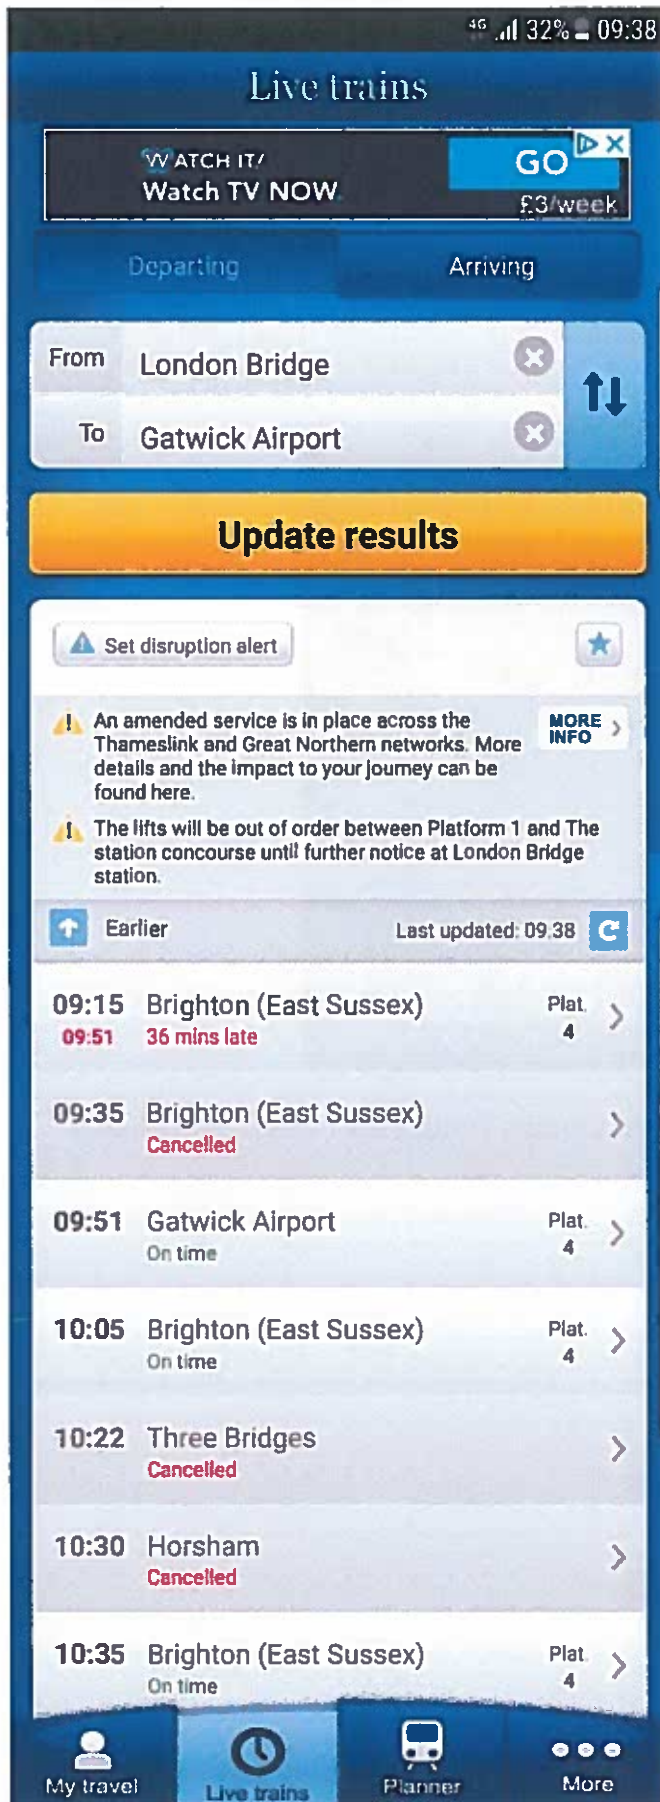 4G 32% 09:38
Live trains
WATCH IT/ GO
Watch TV NOW. £3/week
Departing Arriving
From London Bridge
To Gatwick Airport
Update results
Set disruption alert
An amended service is in place across the MORE
Thameslink and Great Northern networks. More INFO
details and the impact to your journey can be
found here.
The lifts will be out of order between Platform 1 and The
station concourse until further notice at London Bridge
station.
Earlier Last updated: 09:38
09:15 Brighton (East Sussex) Plat.
09:51 36 mins late 4
09:35 Brighton (East Sussex)
Cancelled
09:51 Gatwick Airport Plat.
On time 4
10:05 Brighton (East Sussex) Plat.
On time 4
10:22 Three Bridges
Cancelled
10:30 Horsham
Cancelled
10:35 Brighton (East Sussex) Plat.
On time 4
My travel Live trains Planner More